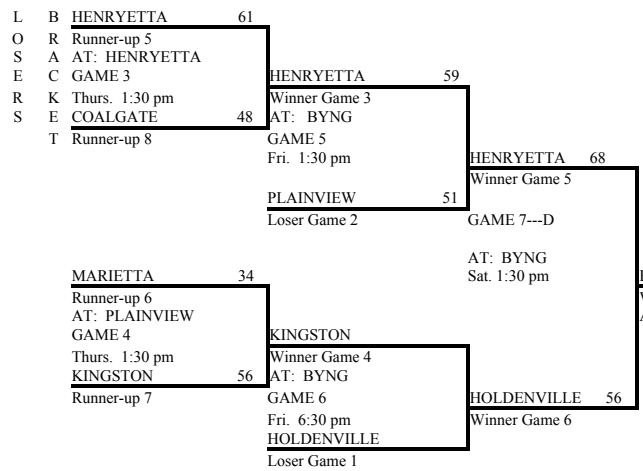 L B HENRYETTA 61
O R Runner-up 5
S A AT: HENRYETTA
E C GAME 3
R K Thurs. 1:30 pm
S E COALGATE 48
T Runner-up 8
HENRYETTA 59
Winner Game 3
AT: BYNG
GAME 5
Fri. 1:30 pm
PLAINVIEW 51
Loser Game 2
HENRYETTA 68
Winner Game 5
GAME 7---D
AT: BYNG
Sat. 1:30 pm
MARIETTA 34
Runner-up 6
AT: PLAINVIEW
GAME 4
Thurs. 1:30 pm
KINGSTON 56
Runner-up 7
KINGSTON
Winner Game 4
AT: BYNG
GAME 6
Fri. 6:30 pm
HOLDENVILLE
Loser Game 1
HOLDENVILLE 56
Winner Game 6